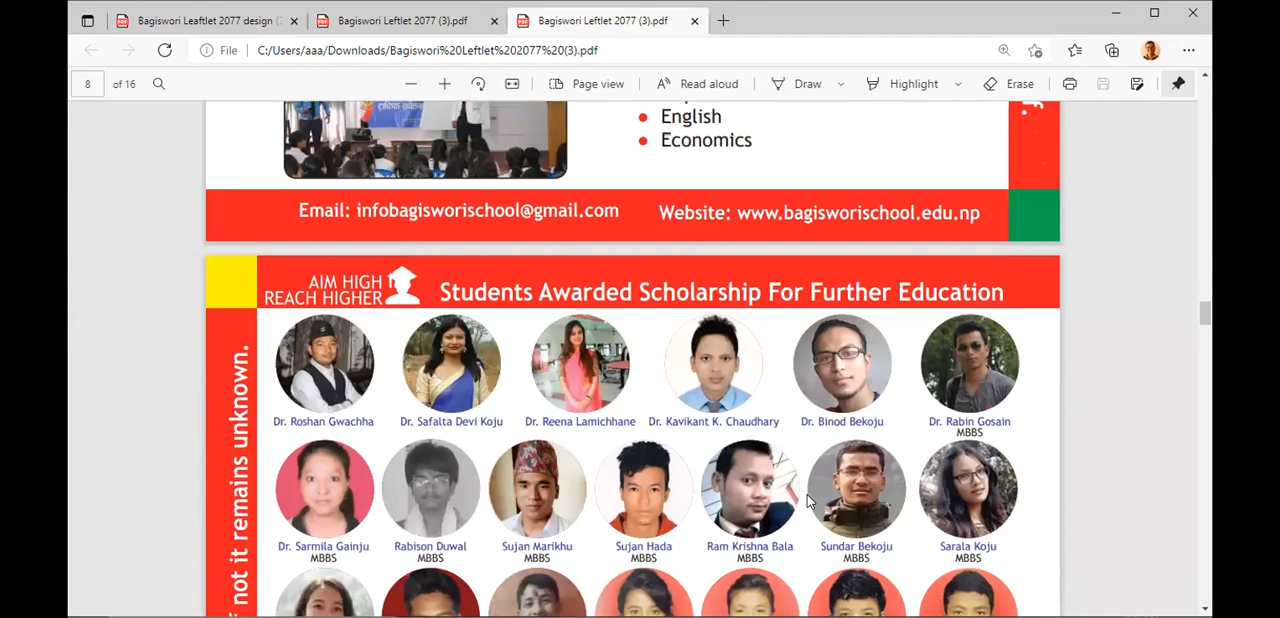 Bagiswori Leaftlet 2077 design
Bagiswori Leftlet 2077 (3).pdf
Bagiswori Leftlet 2077 (3).pdf
File
C:/Users/aaa/Downloads/Bagiswori%20Leftlet%202077%20(3).pdf
8 of 16
Page view
Read aloud
Draw
Highlight
Erase
English
Economics
Email: infobagisworischool@gmail.com
Website: www.bagisworischool.edu.np
AIM HIGH
REACH HIGHER
Students Awarded Scholarship For Further Education
not it remains unknown.
Dr. Roshan Gwachha
Dr. Safalta Devi Koju
Dr. Reena Lamichhane
Dr. Kavikant K. Chaudhary
Dr. Binod Bekoju
Dr. Rabin Gosain
MBBS
Dr. Sarmila Gainju
MBBS
Rabison Duwal
MBBS
Sujan Marikhu
MBBS
Sujan Hada
MBBS
Ram Krishna Bala
MBBS
Sundar Bekoju
MBBS
Sarala Koju
MBBS